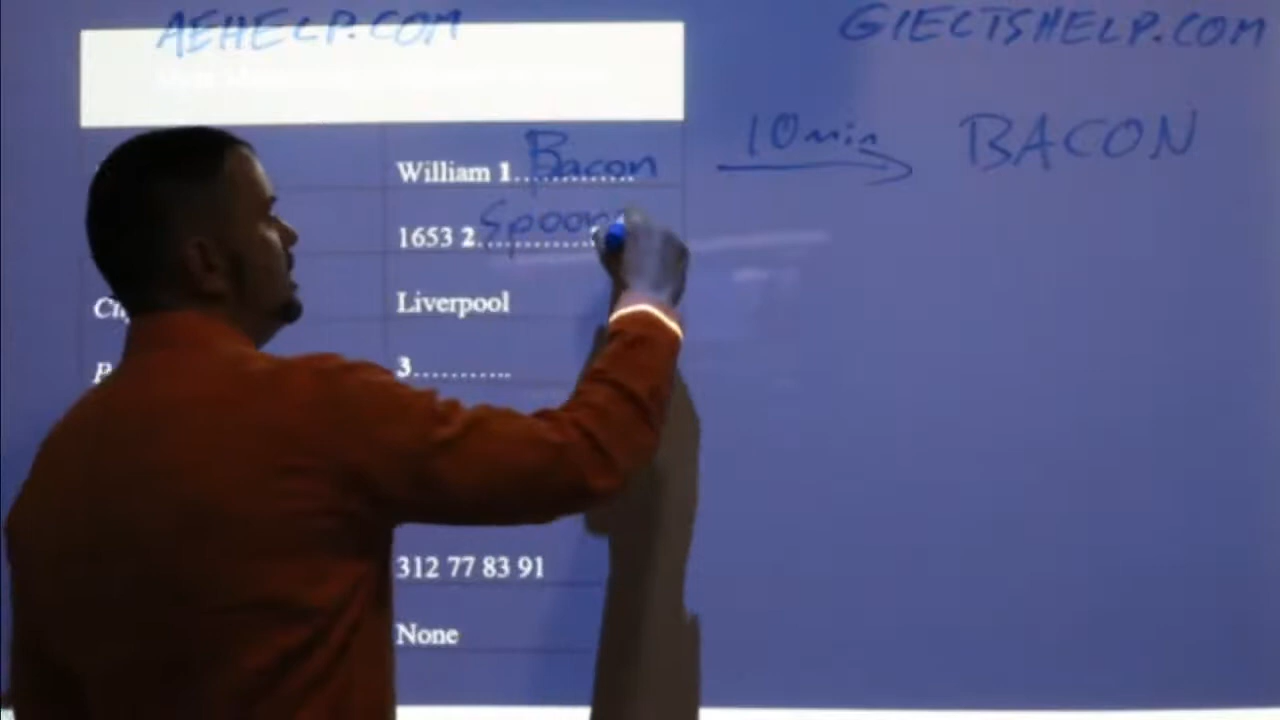 AEHELP.COM
GIELTSHELP.COM
William 1............. Bacon
10min
BACON
1653 2............. Spoon
Liverpool
3...........
312 77 83 91
None